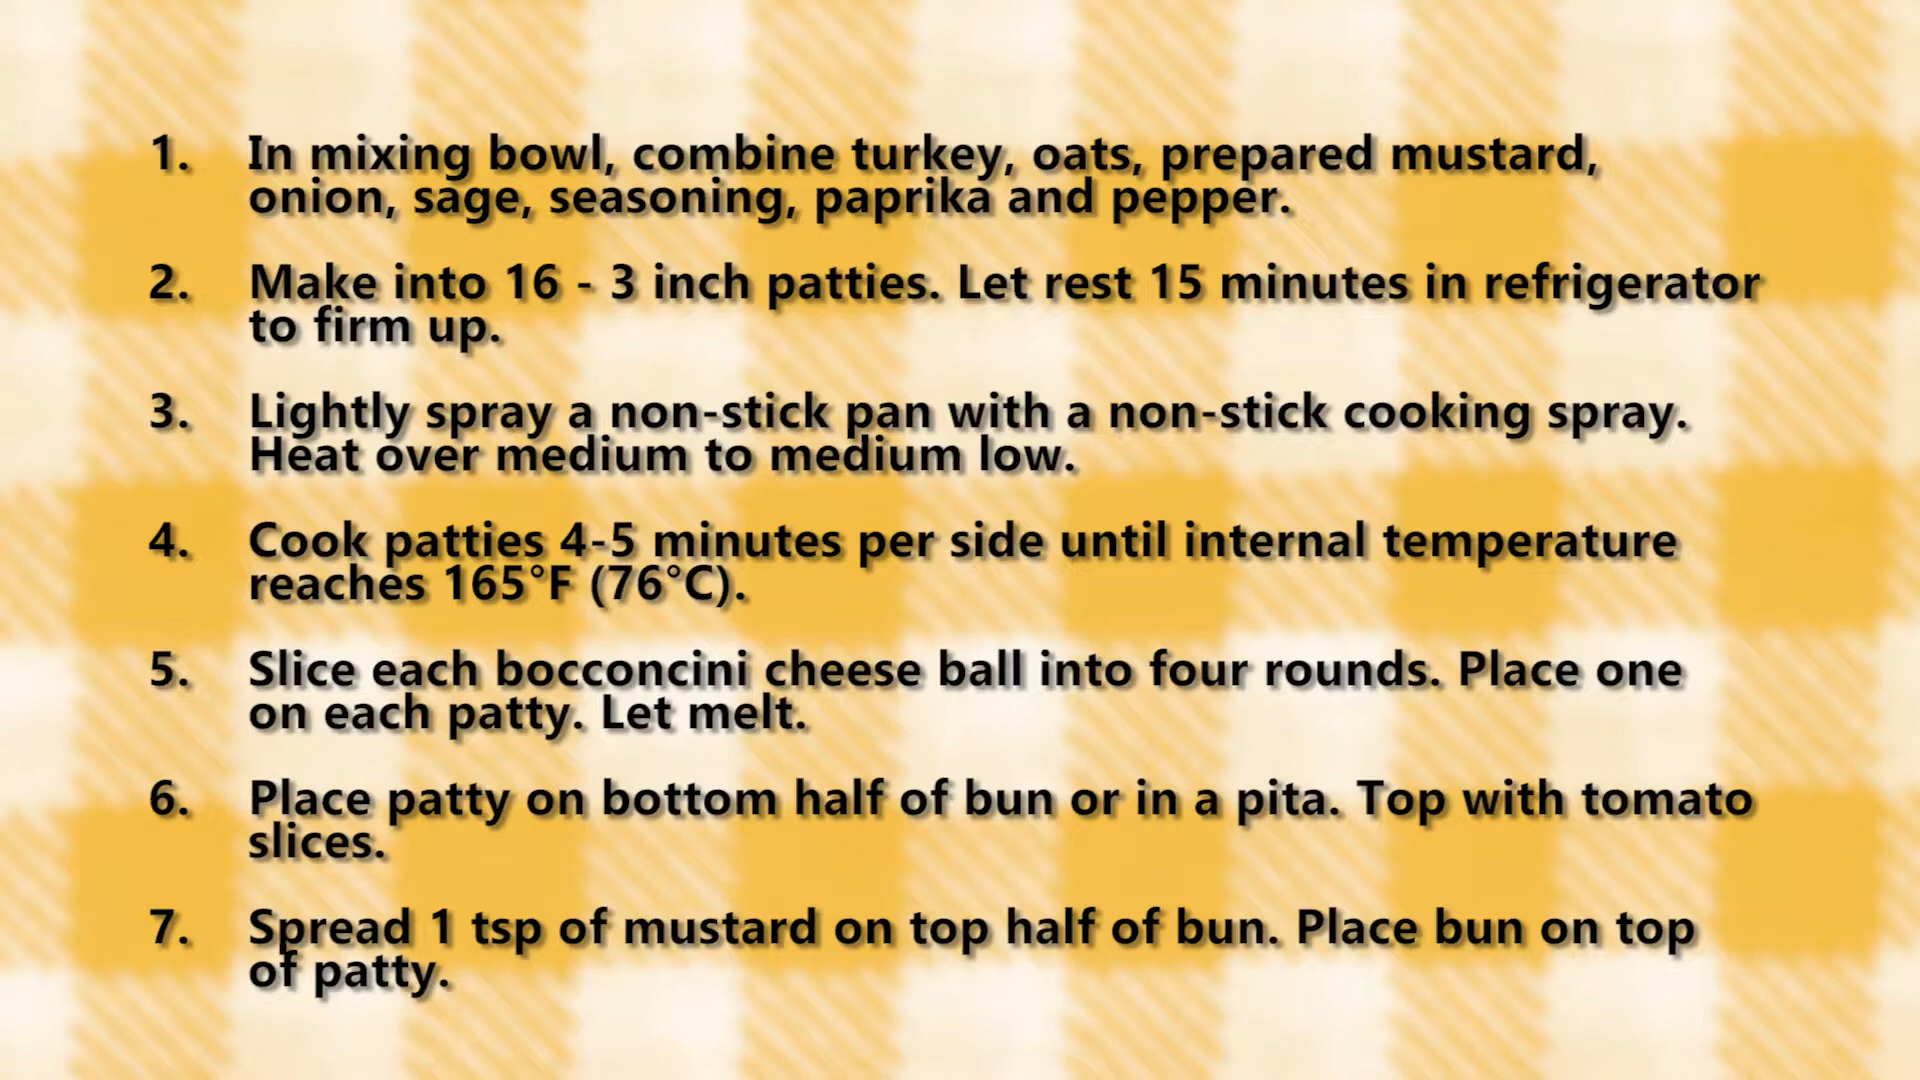 1. In mixing bowl, combine turkey, oats, prepared mustard,
onion, sage, seasoning, paprika and pepper.
2. Make into 16 - 3 inch patties. Let rest 15 minutes in refrigerator
to firm up.
3. Lightly spray a non-stick pan with a non-stick cooking spray.
Heat over medium to medium low.
4. Cook patties 4-5 minutes per side until internal temperature
reaches 165°F (76°C).
5. Slice each bocconcini cheese ball into four rounds. Place one
on each patty. Let melt.
6. Place patty on bottom half of bun or in a pita. Top with tomato
slices.
7. Spread 1 tsp of mustard on top half of bun. Place bun on top
of patty.